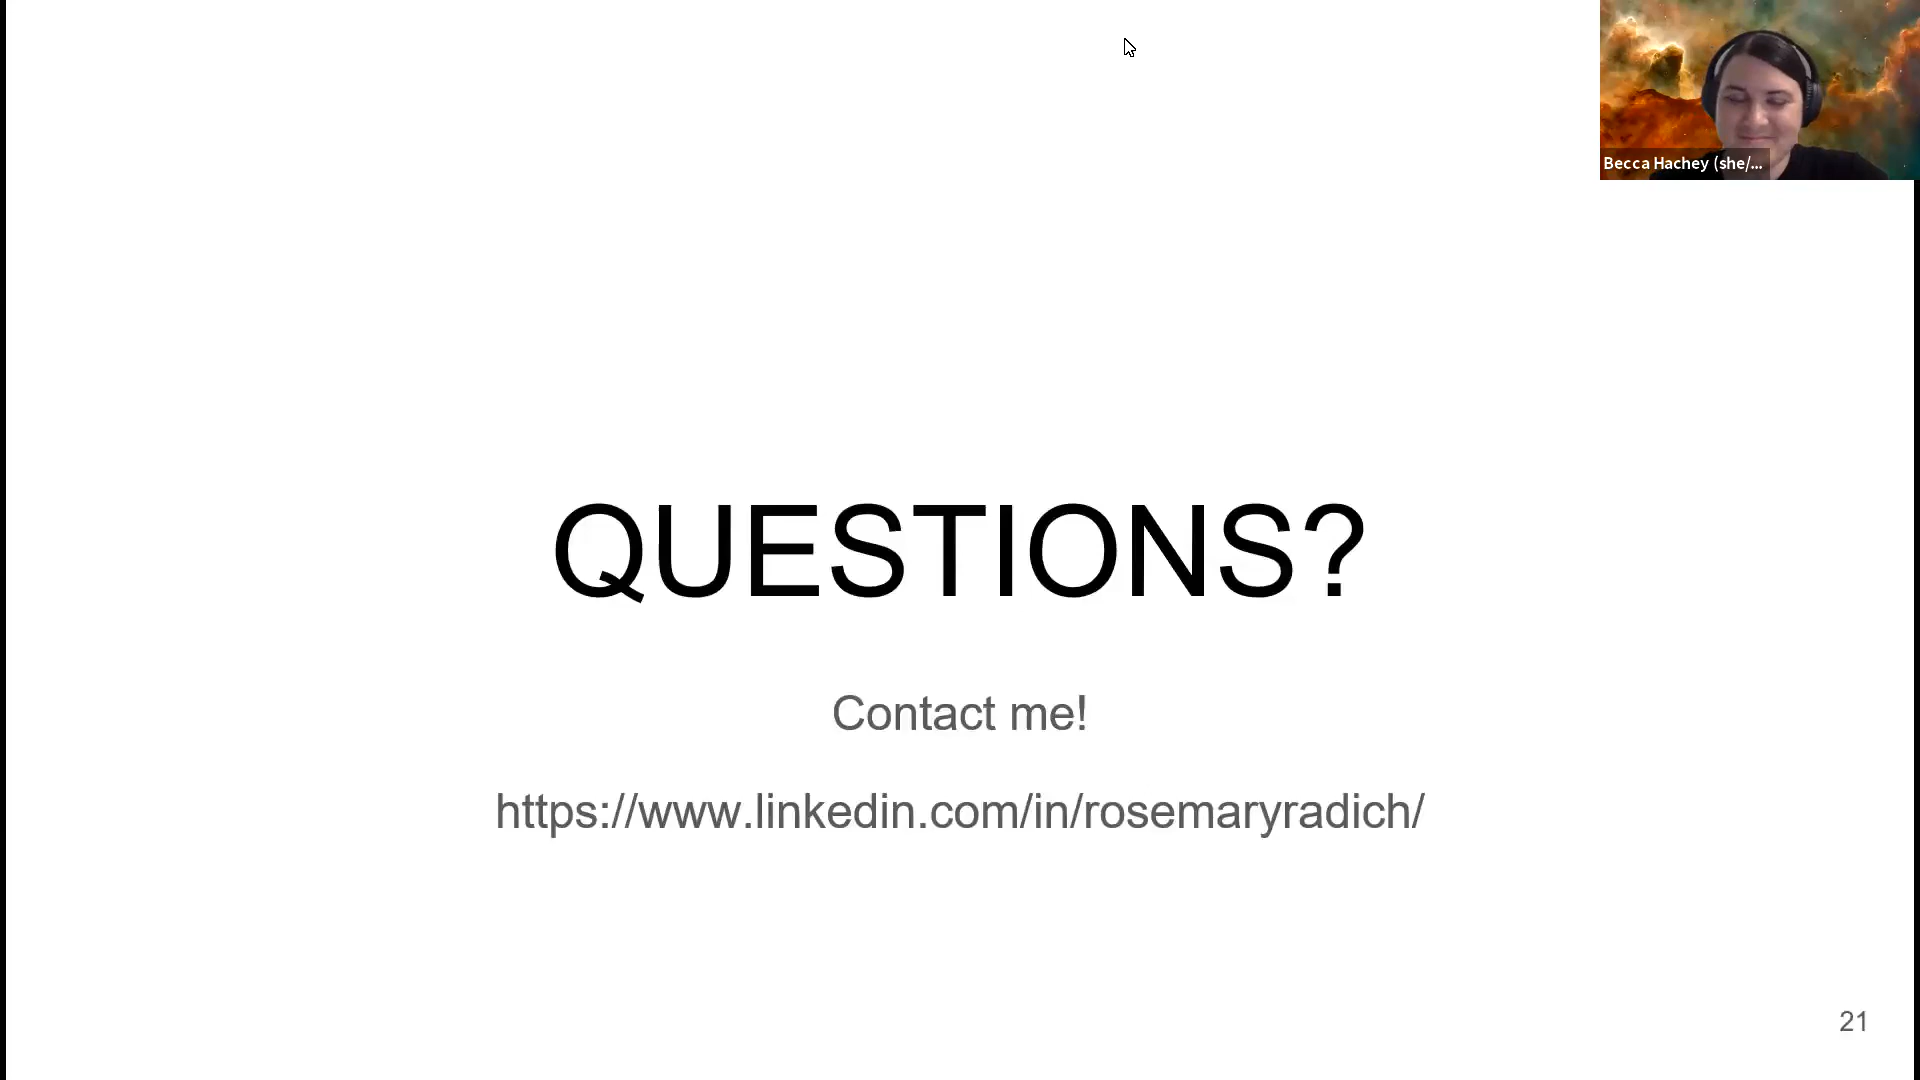 Becca Hachey (she/...
QUESTIONS?
Contact me!
https://www.linkedin.com/in/rosemaryradich/
21